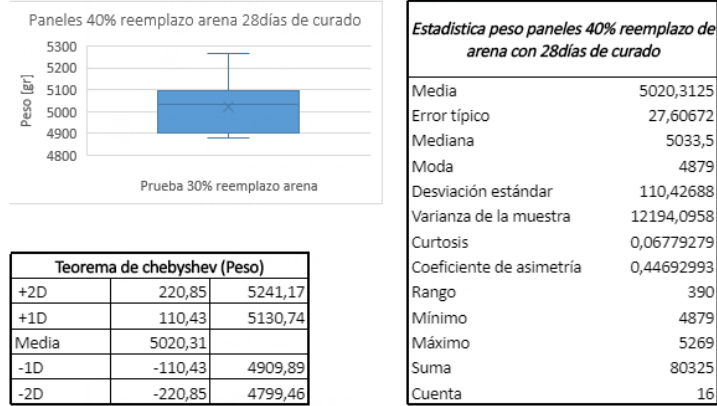 Paneles 40% reemplazo arena 28días de curado
5300
5200
5100
5000
4900
4800
Peso [gr]
Prueba 30% reemplazo arena
Teorema de chebyshev (Peso)
+2D 220,85 5241,17
+1D 110,43 5130,74
Media 5020,31
-1D -110,43 4909,89
-2D -220,85 4799,46
Estadistica peso paneles 40% reemplazo de
arena con 28días de curado
Media 5020,3125
Error típico 27,60672
Mediana 5033,5
Moda 4879
Desviación estándar 110,42688
Varianza de la muestra 12194,0958
Curtosis 0,06779279
Coeficiente de asimetría 0,44692993
Rango 390
Mínimo 4879
Máximo 5269
Suma 80325
Cuenta 16